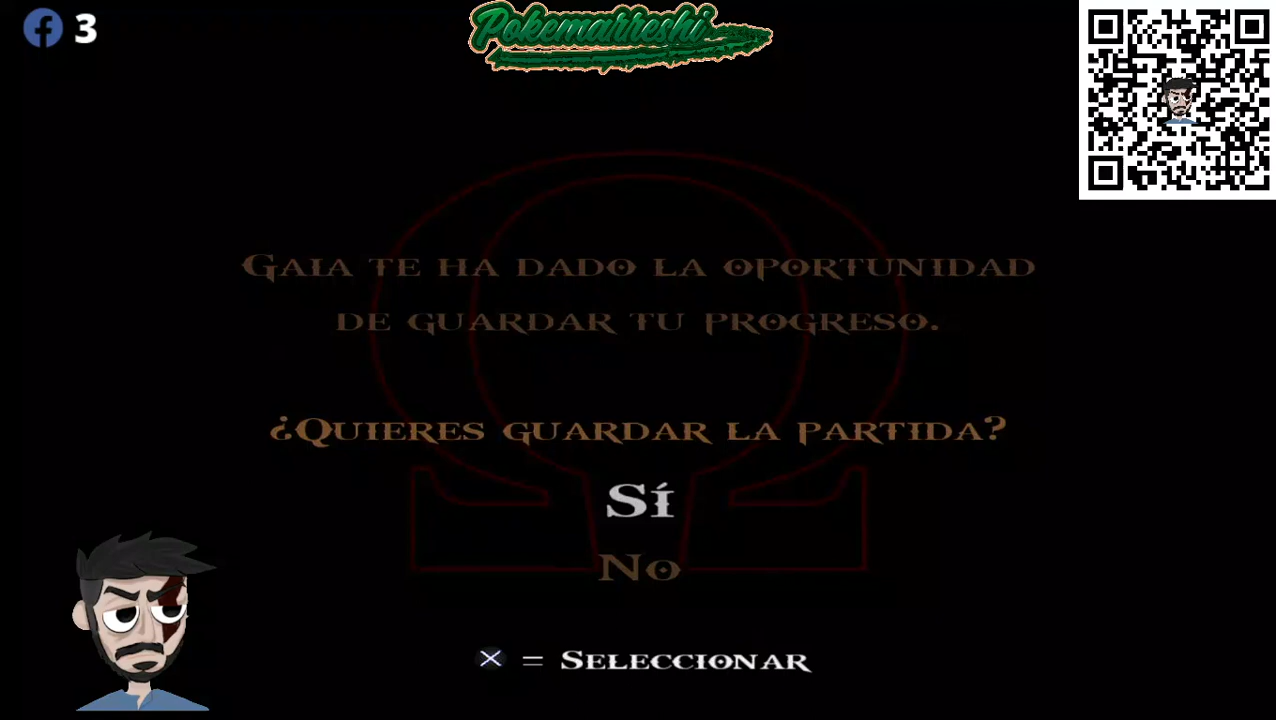 3
Pokemarreshi
Gaia te ha dado la oportunidad
de guardar tu progreso.
¿Quieres guardar la partida?
Sí
No
= Seleccionar